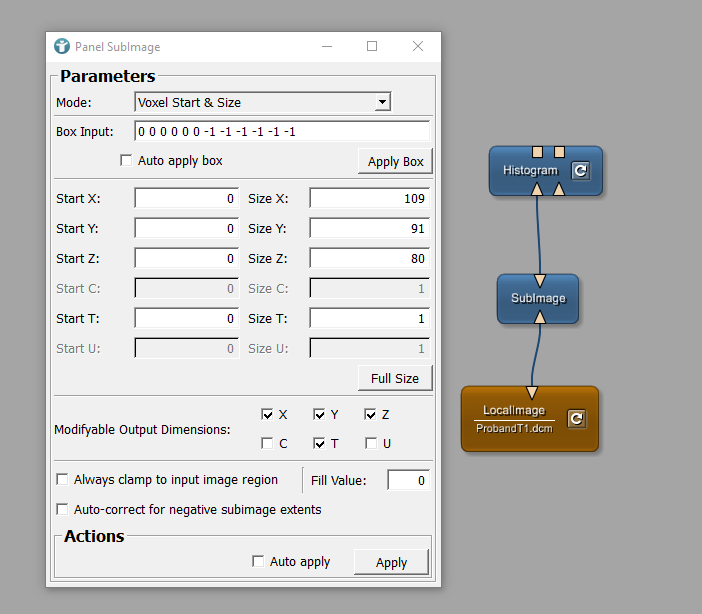 Panel SubImage
Parameters
Mode: Voxel Start & Size
Box Input: 0 0 0 0 0 0 -1 -1 -1 -1 -1 -1
Auto apply box Apply Box
Start X: 0 Size X: 109
Start Y: 0 Size Y: 91
Start Z: 0 Size Z: 80
Start C: 0 Size C: 1
Start T: 0 Size T: 1
Start U: 0 Size U: 1
Full Size
Modifyable Output Dimensions:
X Y Z
C T U
Always clamp to input image region Fill Value: 0
Auto-correct for negative subimage extents
Actions
Auto apply Apply
Histogram
SubImage
LocalImage
ProbandT1.dcm